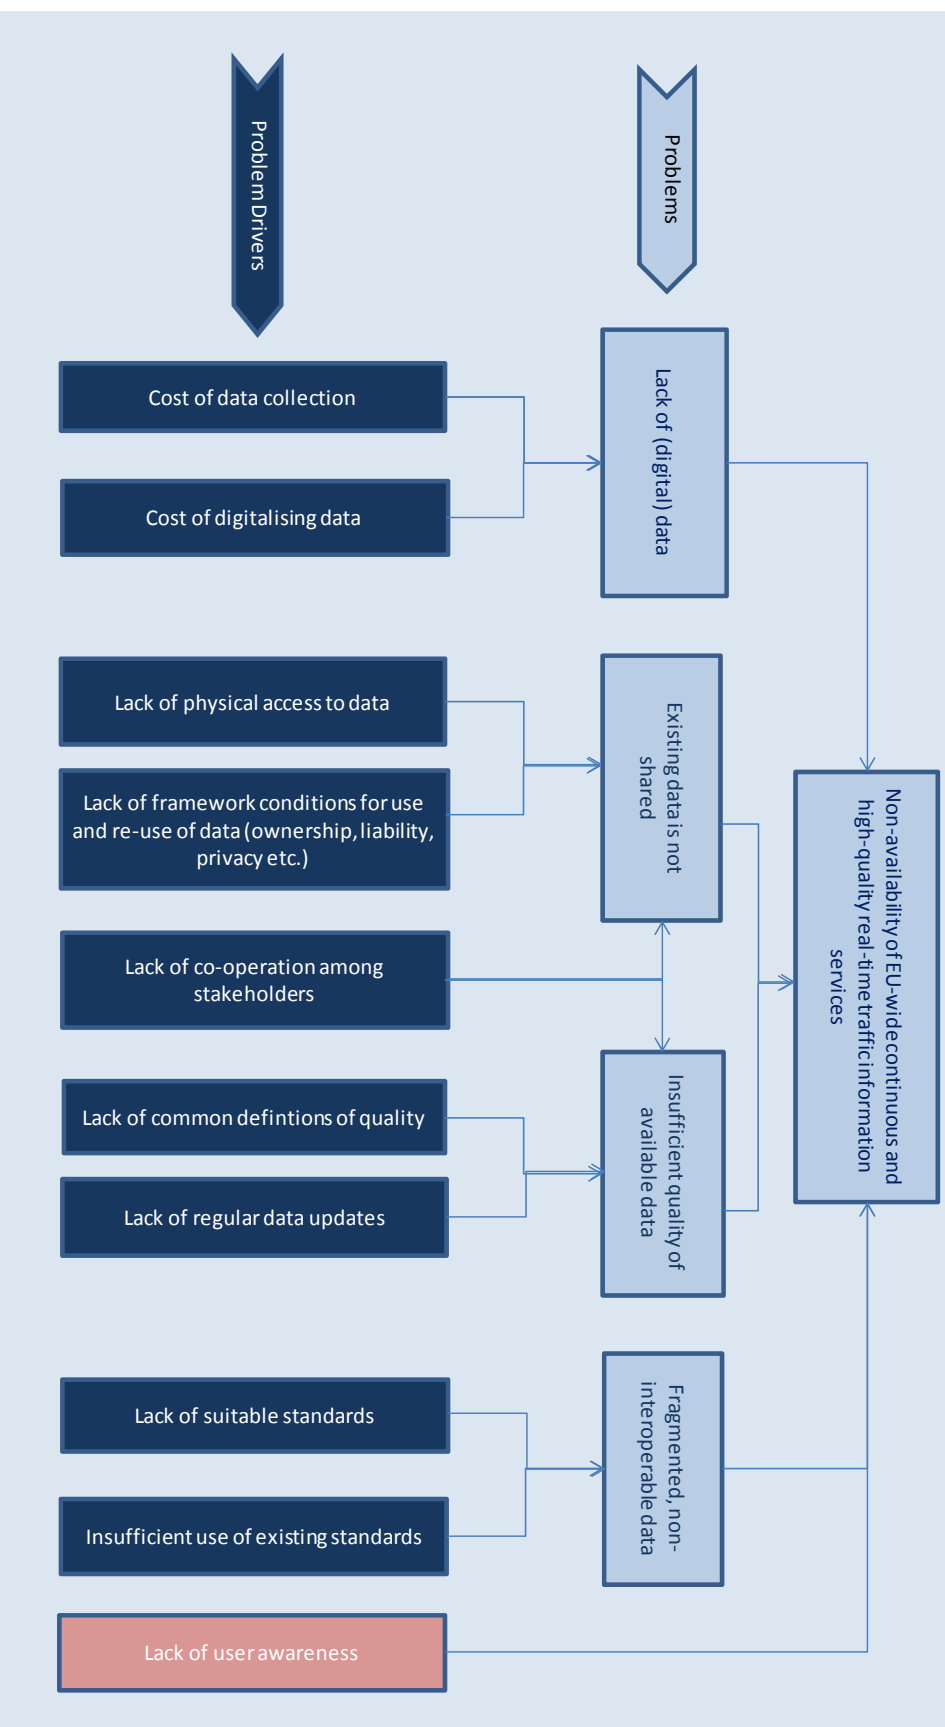 Problem Drivers
Problems
Cost of data collection
Cost of digitalising data
Lack of (digital) data
Lack of physical access to data
Lack of framework conditions for use
and re-use of data (ownership, liability,
privacy etc.)
Existing data is not
shared
Lack of co-operation among
stakeholders
Non-availability of EU-wide continuous and
high-quality real-time traffic information
services
Lack of common defintions of quality
Lack of regular data updates
Insufficient quality of
available data
Lack of suitable standards
Insufficient use of existing standards
Fragmented, non-
interoperable data
Lack of user awareness